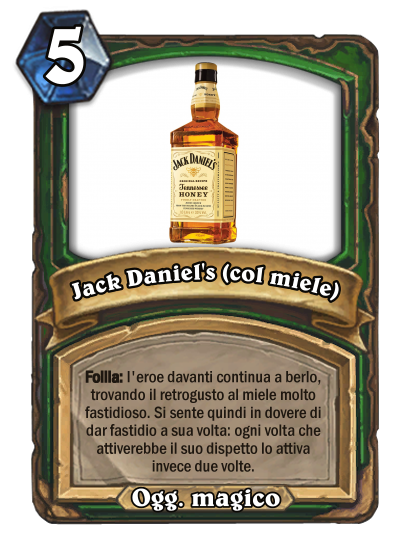 5
JACK DANIEL'S
Tennessee
HONEY
Jack Daniel's (col miele)
Follia: l'eroe davanti continua a berlo,
trovando il retrogusto al miele molto
fastidioso. Si sente quindi in dovere di
dar fastidio a sua volta: ogni volta che
attiverebbe il suo dispetto lo attiva
invece due volte.
Ogg. magico